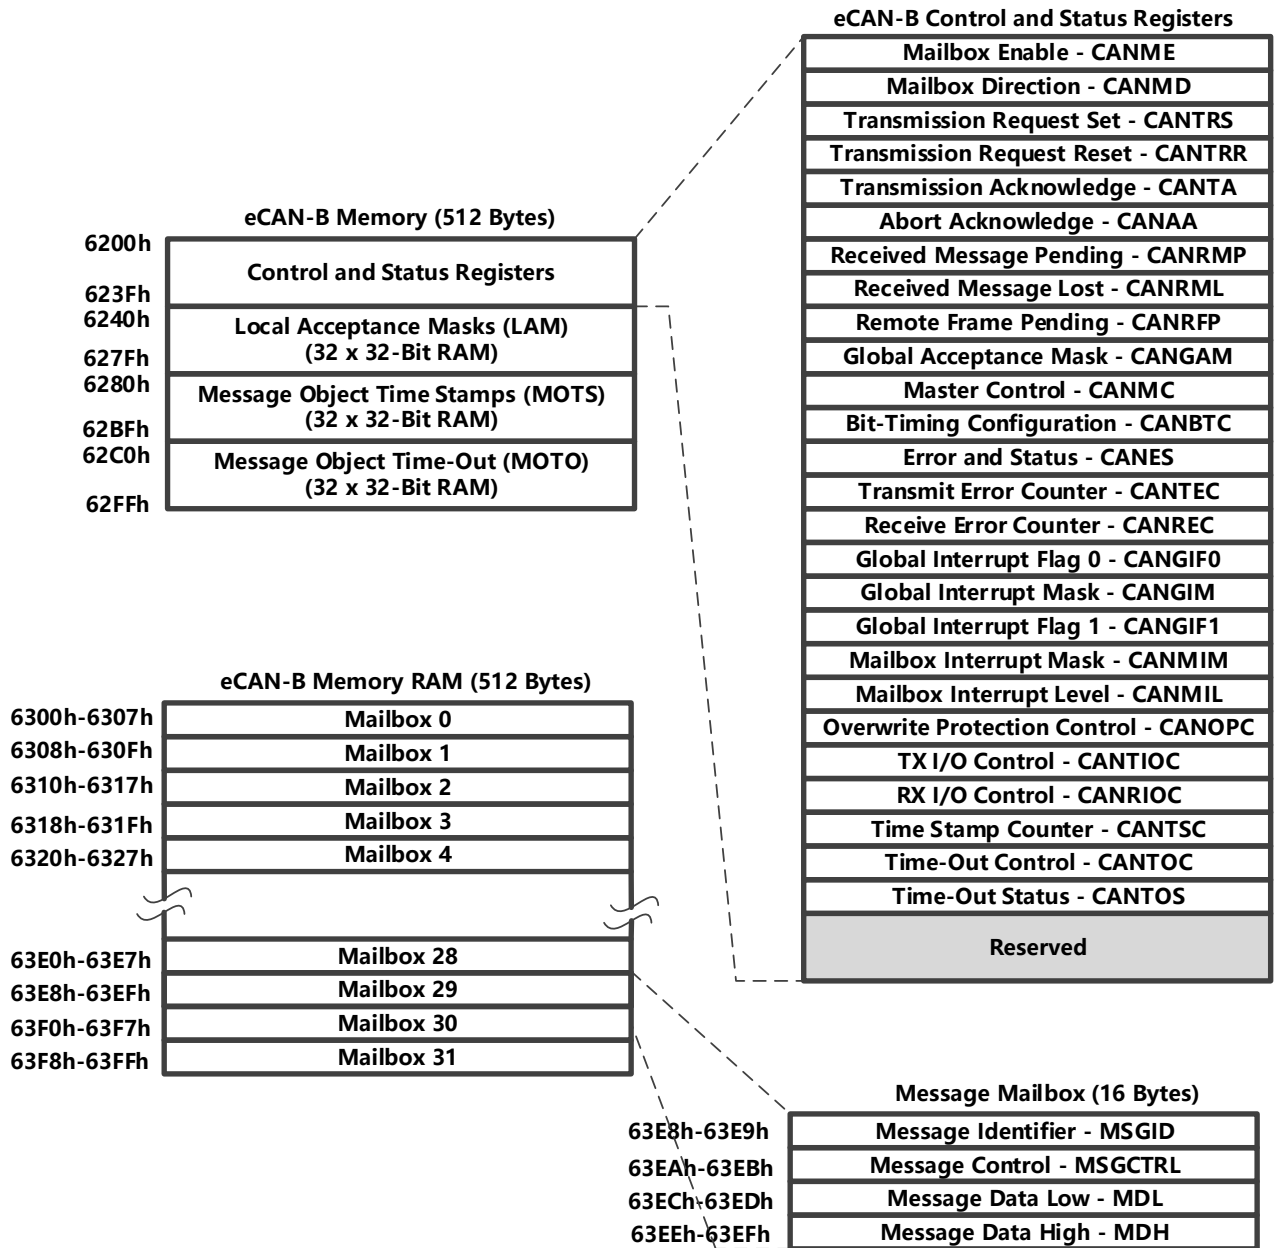 eCAN-B Control and Status Registers
Mailbox Enable - CANME
Mailbox Direction - CANMD
Transmission Request Set - CANTRS
Transmission Request Reset - CANTRR
Transmission Acknowledge - CANTA
Abort Acknowledge - CANAA
Received Message Pending - CANRMP
Received Message Lost - CANRML
Remote Frame Pending - CANRFP
Global Acceptance Mask - CANGAM
Master Control - CANMC
Bit-Timing Configuration - CANBTC
Error and Status - CANES
Transmit Error Counter - CANTEC
Receive Error Counter - CANREC
Global Interrupt Flag 0 - CANGIF0
Global Interrupt Mask - CANGIM
Global Interrupt Flag 1 - CANGIF1
Mailbox Interrupt Mask - CANMIM
Mailbox Interrupt Level - CANMIL
Overwrite Protection Control - CANOPC
TX I/O Control - CANTIOC
RX I/O Control - CANRIOC
Time Stamp Counter - CANTSC
Time-Out Control - CANTOC
Time-Out Status - CANTOS
Reserved
eCAN-B Memory (512 Bytes)
6200h
Control and Status Registers
623Fh
6240h
Local Acceptance Masks (LAM)
(32 x 32-Bit RAM)
627Fh
6280h
Message Object Time Stamps (MOTS)
(32 x 32-Bit RAM)
62BFh
62C0h
Message Object Time-Out (MOTO)
(32 x 32-Bit RAM)
62FFh
eCAN-B Memory RAM (512 Bytes)
6300h-6307h Mailbox 0
6308h-630Fh Mailbox 1
6310h-6317h Mailbox 2
6318h-631Fh Mailbox 3
6320h-6327h Mailbox 4
63E0h-63E7h Mailbox 28
63E8h-63EFh Mailbox 29
63F0h-63F7h Mailbox 30
63F8h-63FFh Mailbox 31
Message Mailbox (16 Bytes)
63E8h-63E9h Message Identifier - MSGID
63EAh-63EBh Message Control - MSGCTRL
63ECh-63EDh Message Data Low - MDL
63EEh-63EFh Message Data High - MDH